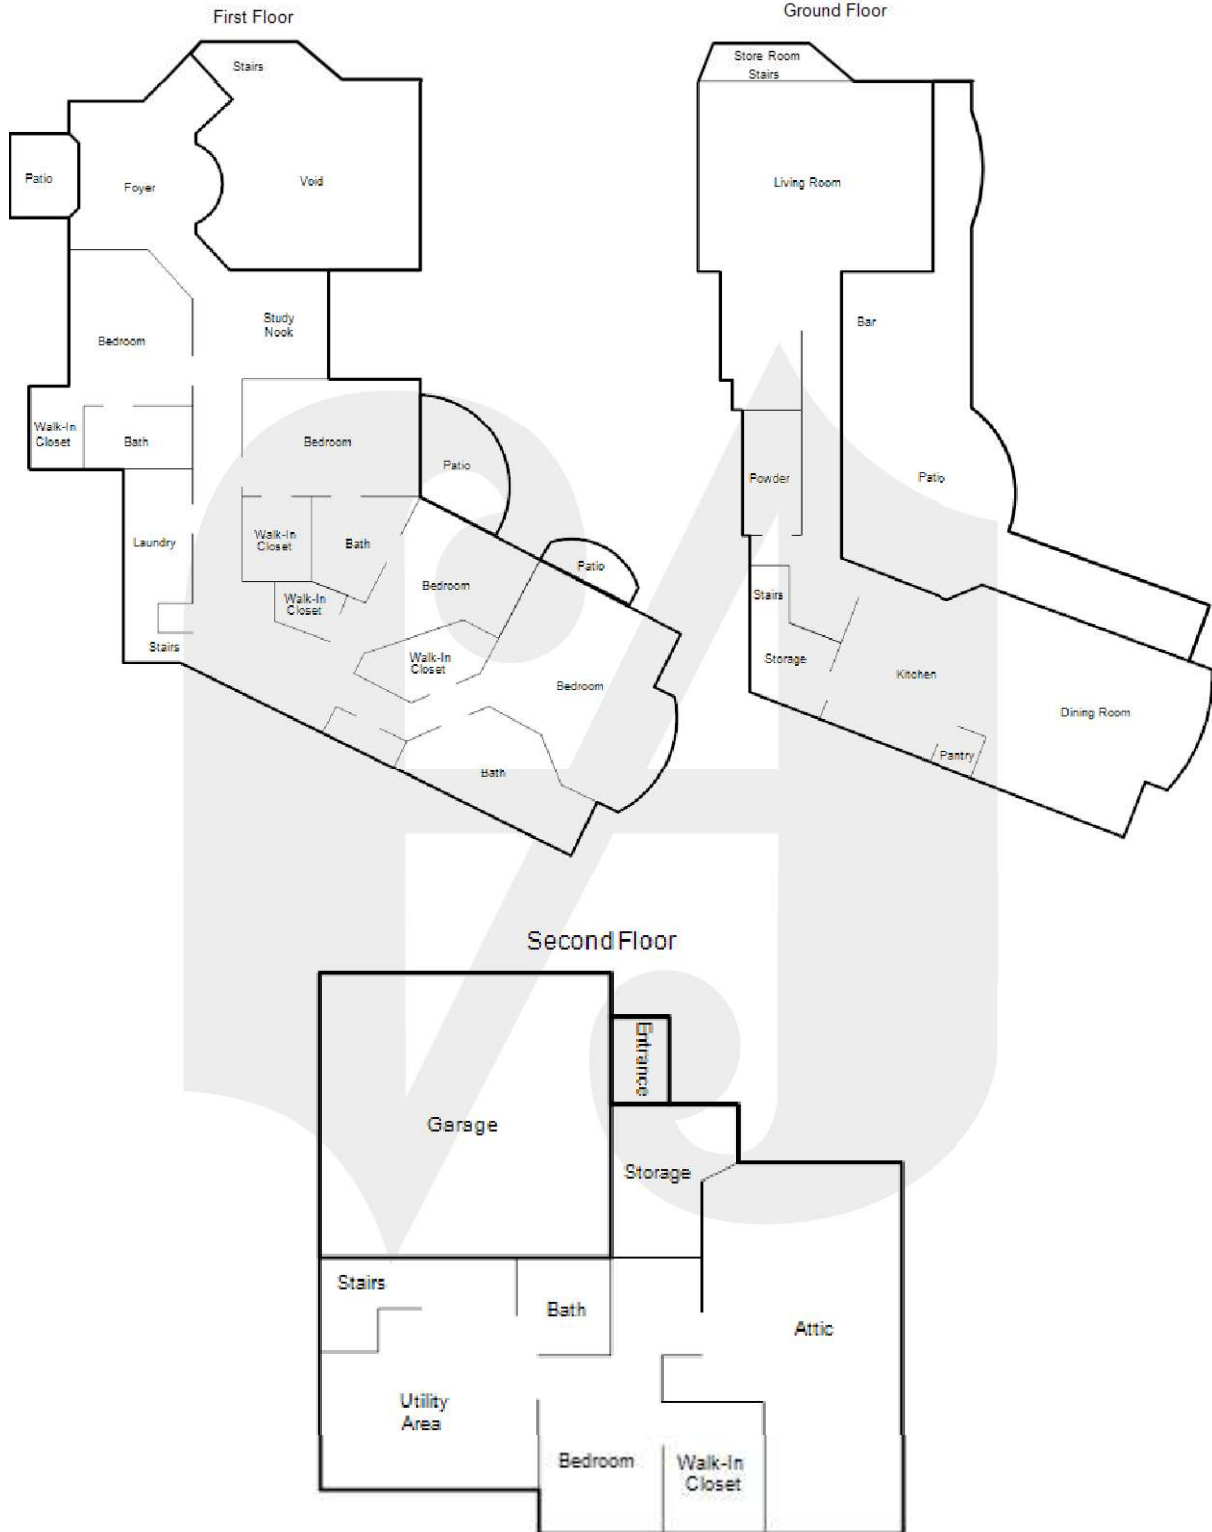 First Floor
Stairs
Patio
Foyer
Void
Study
Nook
Bedroom
Walk-In
Closet
Bath
Bedroom
Patio
Laundry
Walk-In
Closet
Bath
Bedroom
Patio
Walk-In
Closet
Stairs
Walk-In
Closet
Bedroom
Bath
Ground Floor
Store Room
Stairs
Living Room
Bar
Powder
Patio
Stairs
Storage
Kitchen
Dining Room
Pantry
Second Floor
Entrance
Garage
Storage
Stairs
Bath
Attic
Utility
Area
Bedroom
Walk-In
Closet